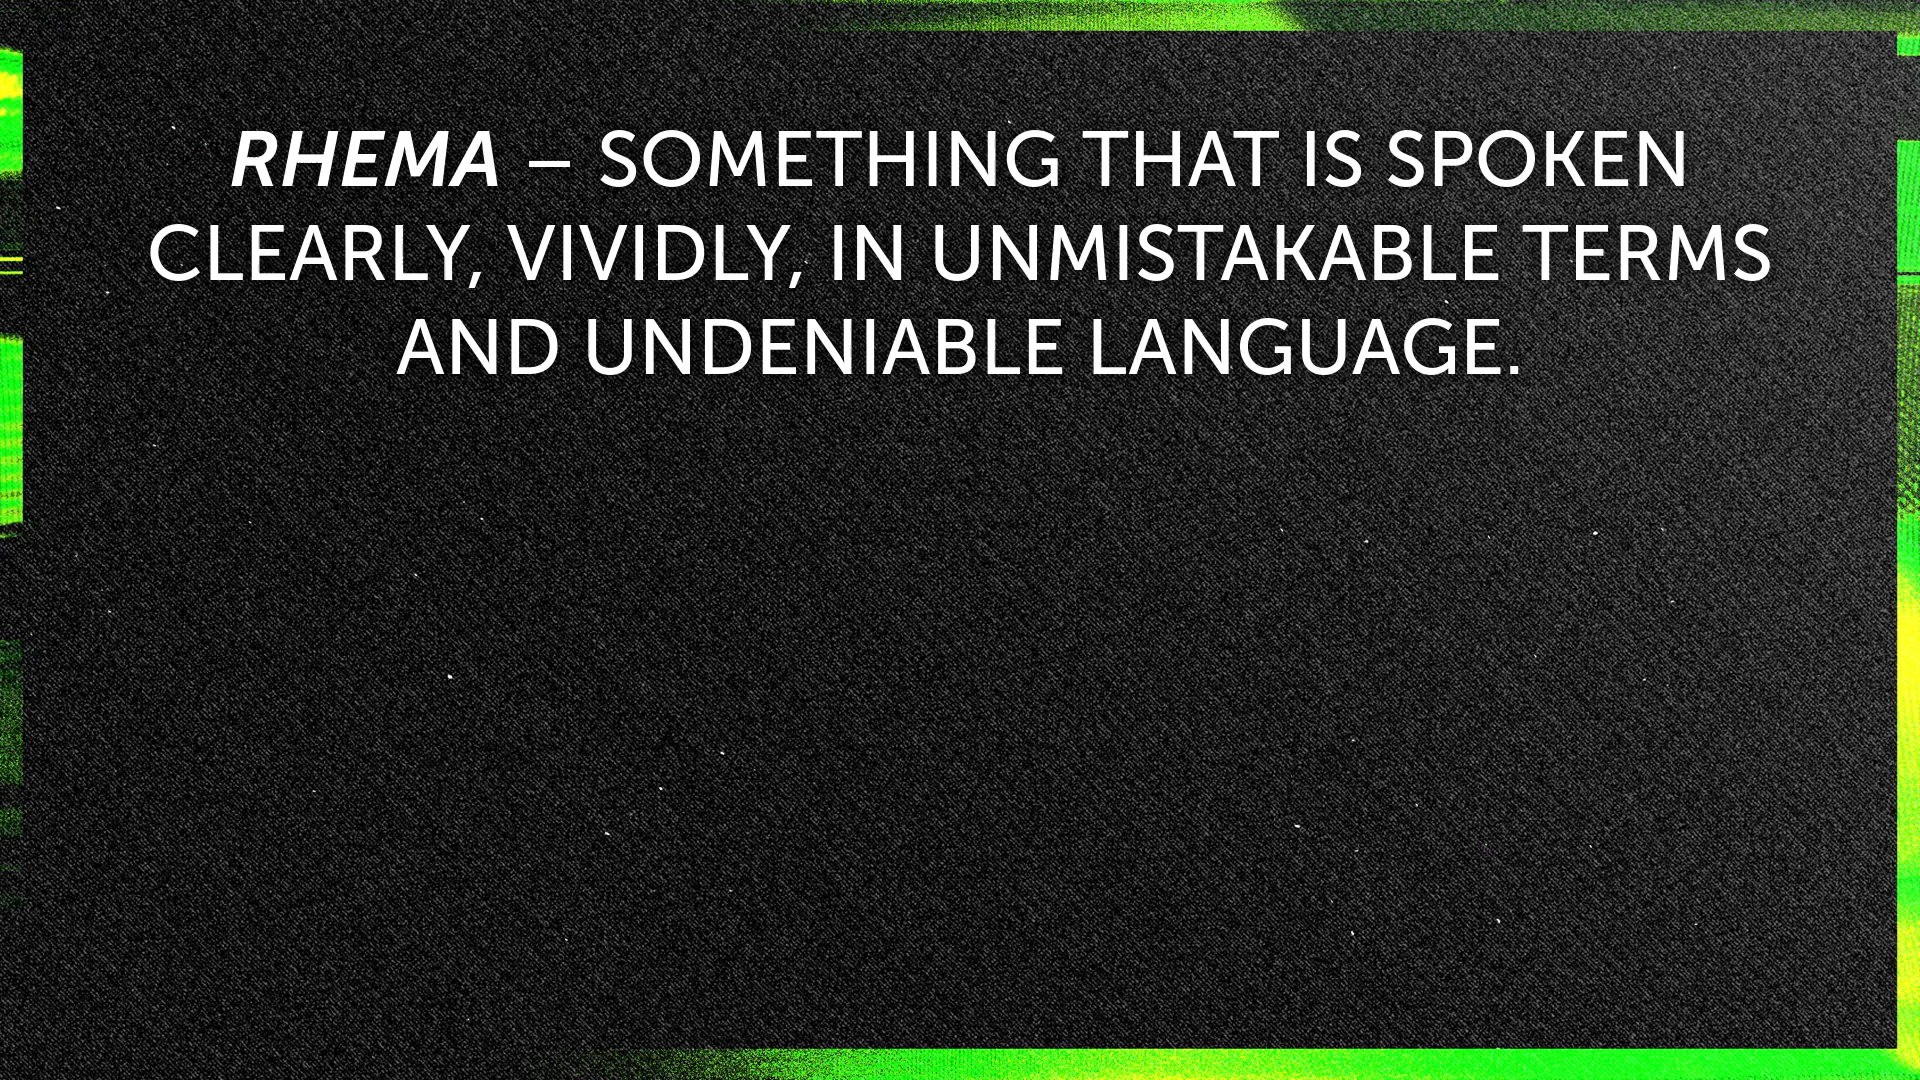 RHEMA – SOMETHING THAT IS SPOKEN
CLEARLY, VIVIDLY, IN UNMISTAKABLE TERMS
AND UNDENIABLE LANGUAGE.